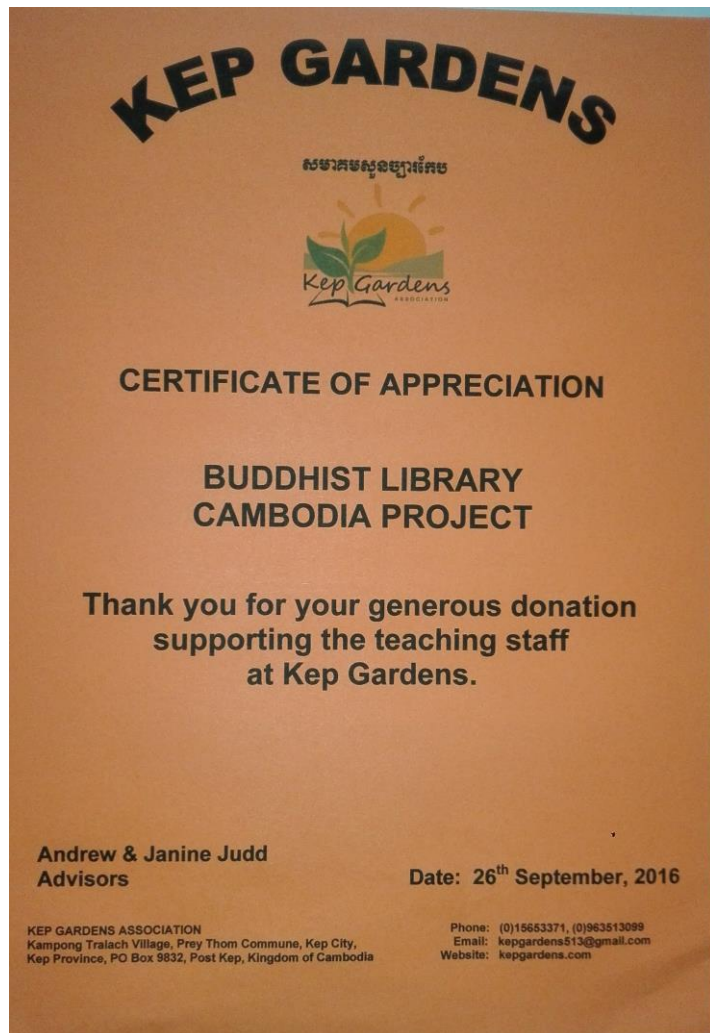 KEP GARDENS
សមាគមសួនច្បារកែប
Kep Gardens
ASSOCIATION
CERTIFICATE OF APPRECIATION
BUDDHIST LIBRARY
CAMBODIA PROJECT
Thank you for your generous donation
supporting the teaching staff
at Kep Gardens.
Andrew & Janine Judd
Advisors
Date: 26th September, 2016
KEP GARDENS ASSOCIATION
Kampong Tralach Village, Prey Thom Commune, Kep City,
Kep Province, PO Box 9832, Post Kep, Kingdom of Cambodia
Phone: (0)15653371, (0)963513099
Email: kepgardens513@gmail.com
Website: kepgardens.com